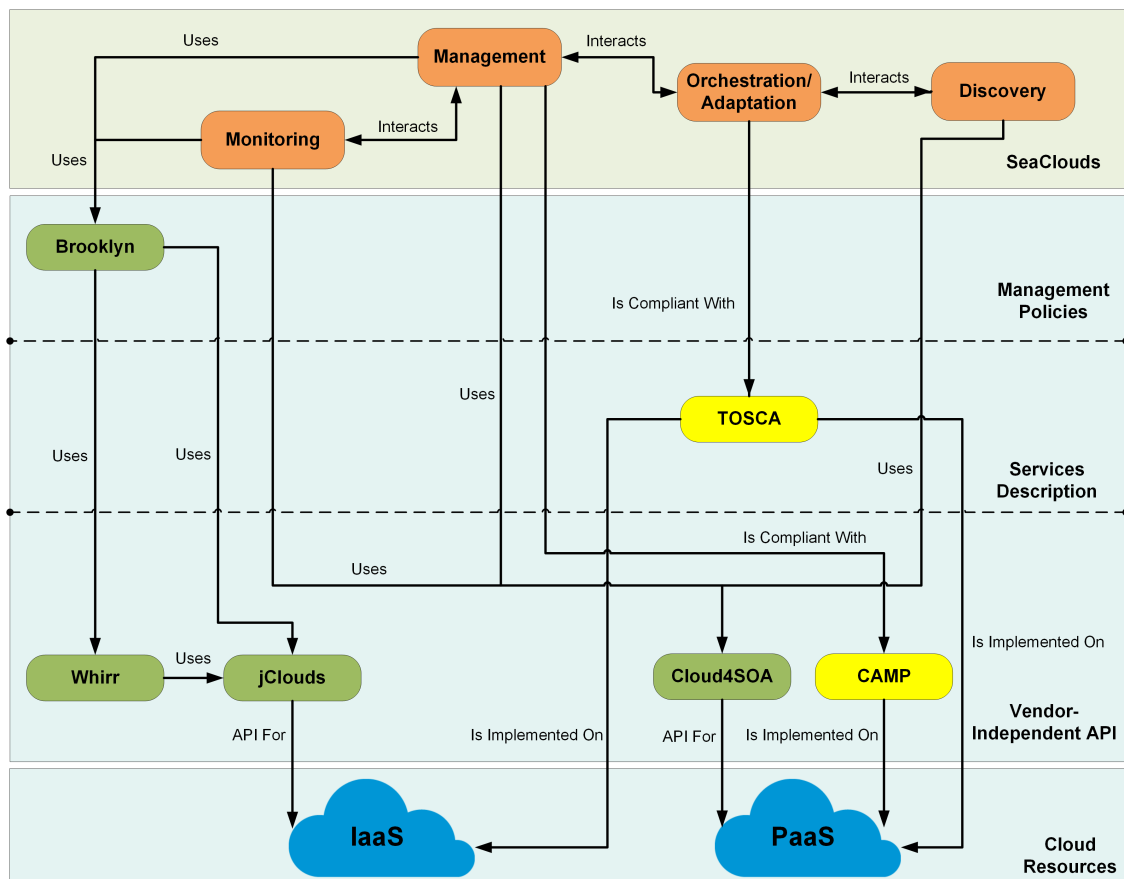 Uses
Management
Interacts
Orchestration/
Adaptation
Interacts
Discovery
Monitoring
Interacts
Uses
SeaClouds
Brooklyn
Is Compliant With
Management
Policies
Uses
TOSCA
Uses
Uses
Uses
Services
Description
Is Compliant With
Uses
Is Implemented On
Whirr
Uses
jClouds
Cloud4SOA
CAMP
API For
Is Implemented On
API For
Is Implemented On
Vendor-
Independent API
IaaS
PaaS
Cloud
Resources